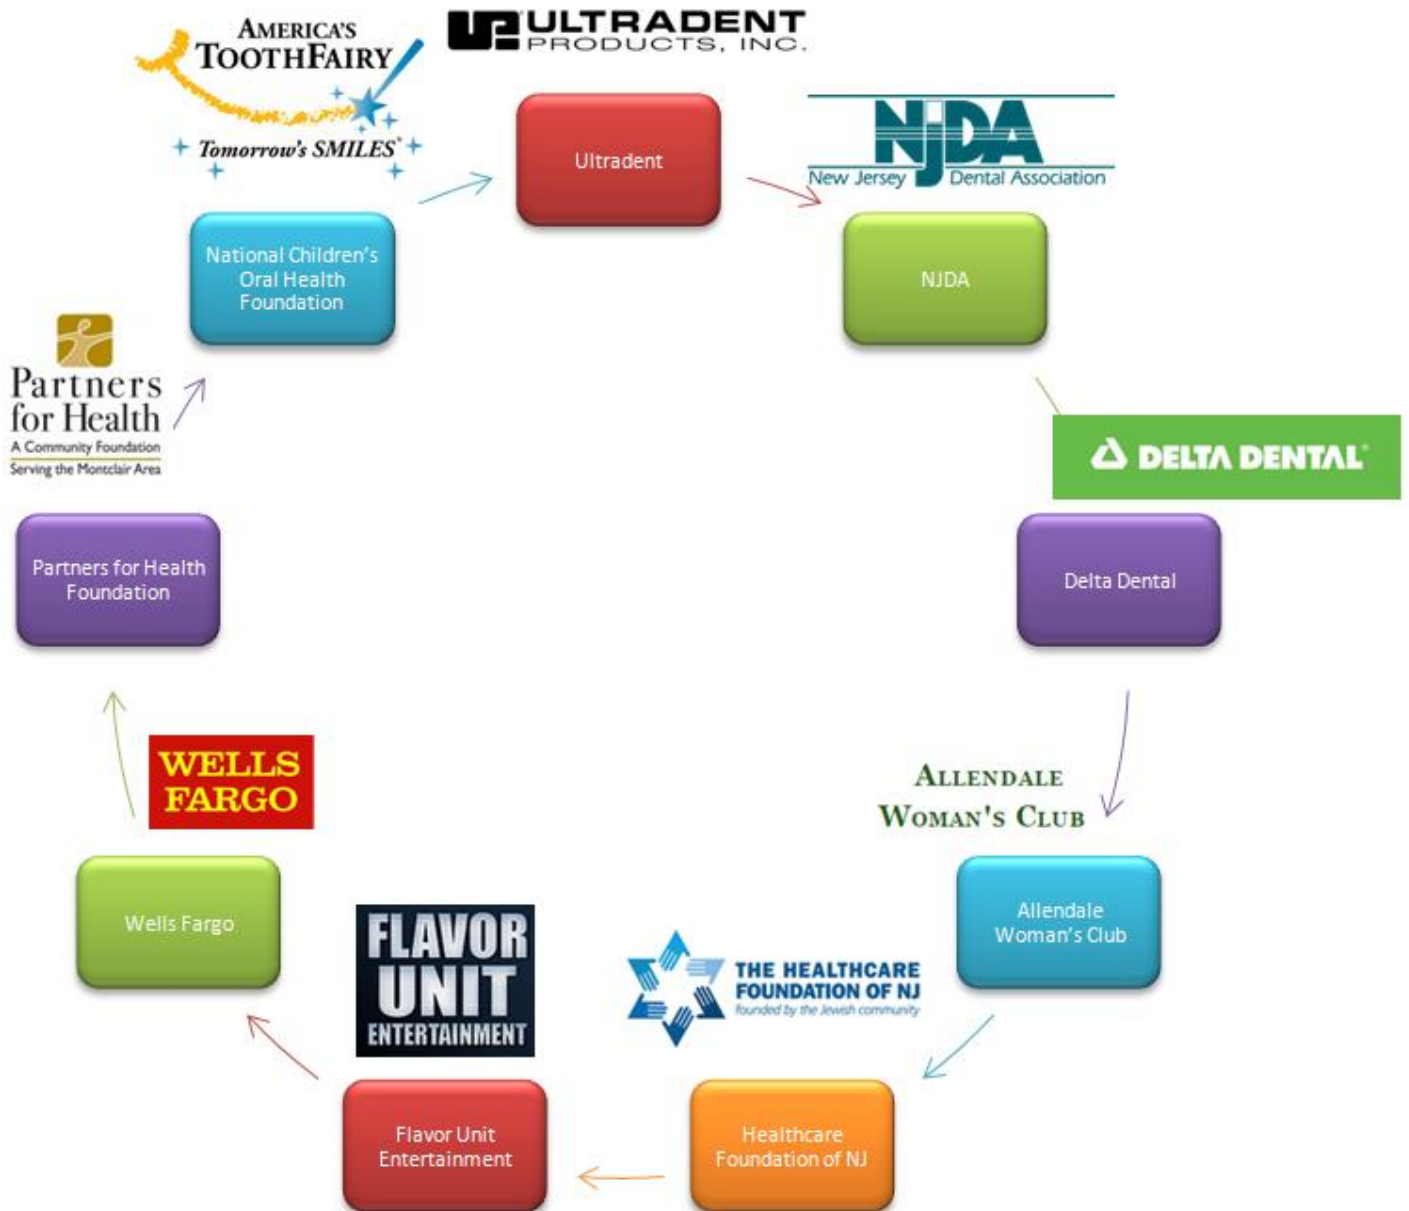 AMERICA'S
TOOTHFAIRY
Tomorrow's SMILES®
UP ULTRADENT
PRODUCTS, INC.
Ultradent
NJDA
New Jersey Dental Association
NJDA
National Children's
Oral Health
Foundation
Partners
for Health
A Community Foundation
Serving the Montclair Area
Partners for Health
Foundation
DELTA DENTAL®
Delta Dental
WELLS
FARGO
Wells Fargo
ALLENDALE
WOMAN'S CLUB
Allendale
Woman's Club
FLAVOR
UNIT
ENTERTAINMENT
Flavor Unit
Entertainment
THE HEALTHCARE
FOUNDATION OF NJ
founded by the Jewish community
Healthcare
Foundation of NJ